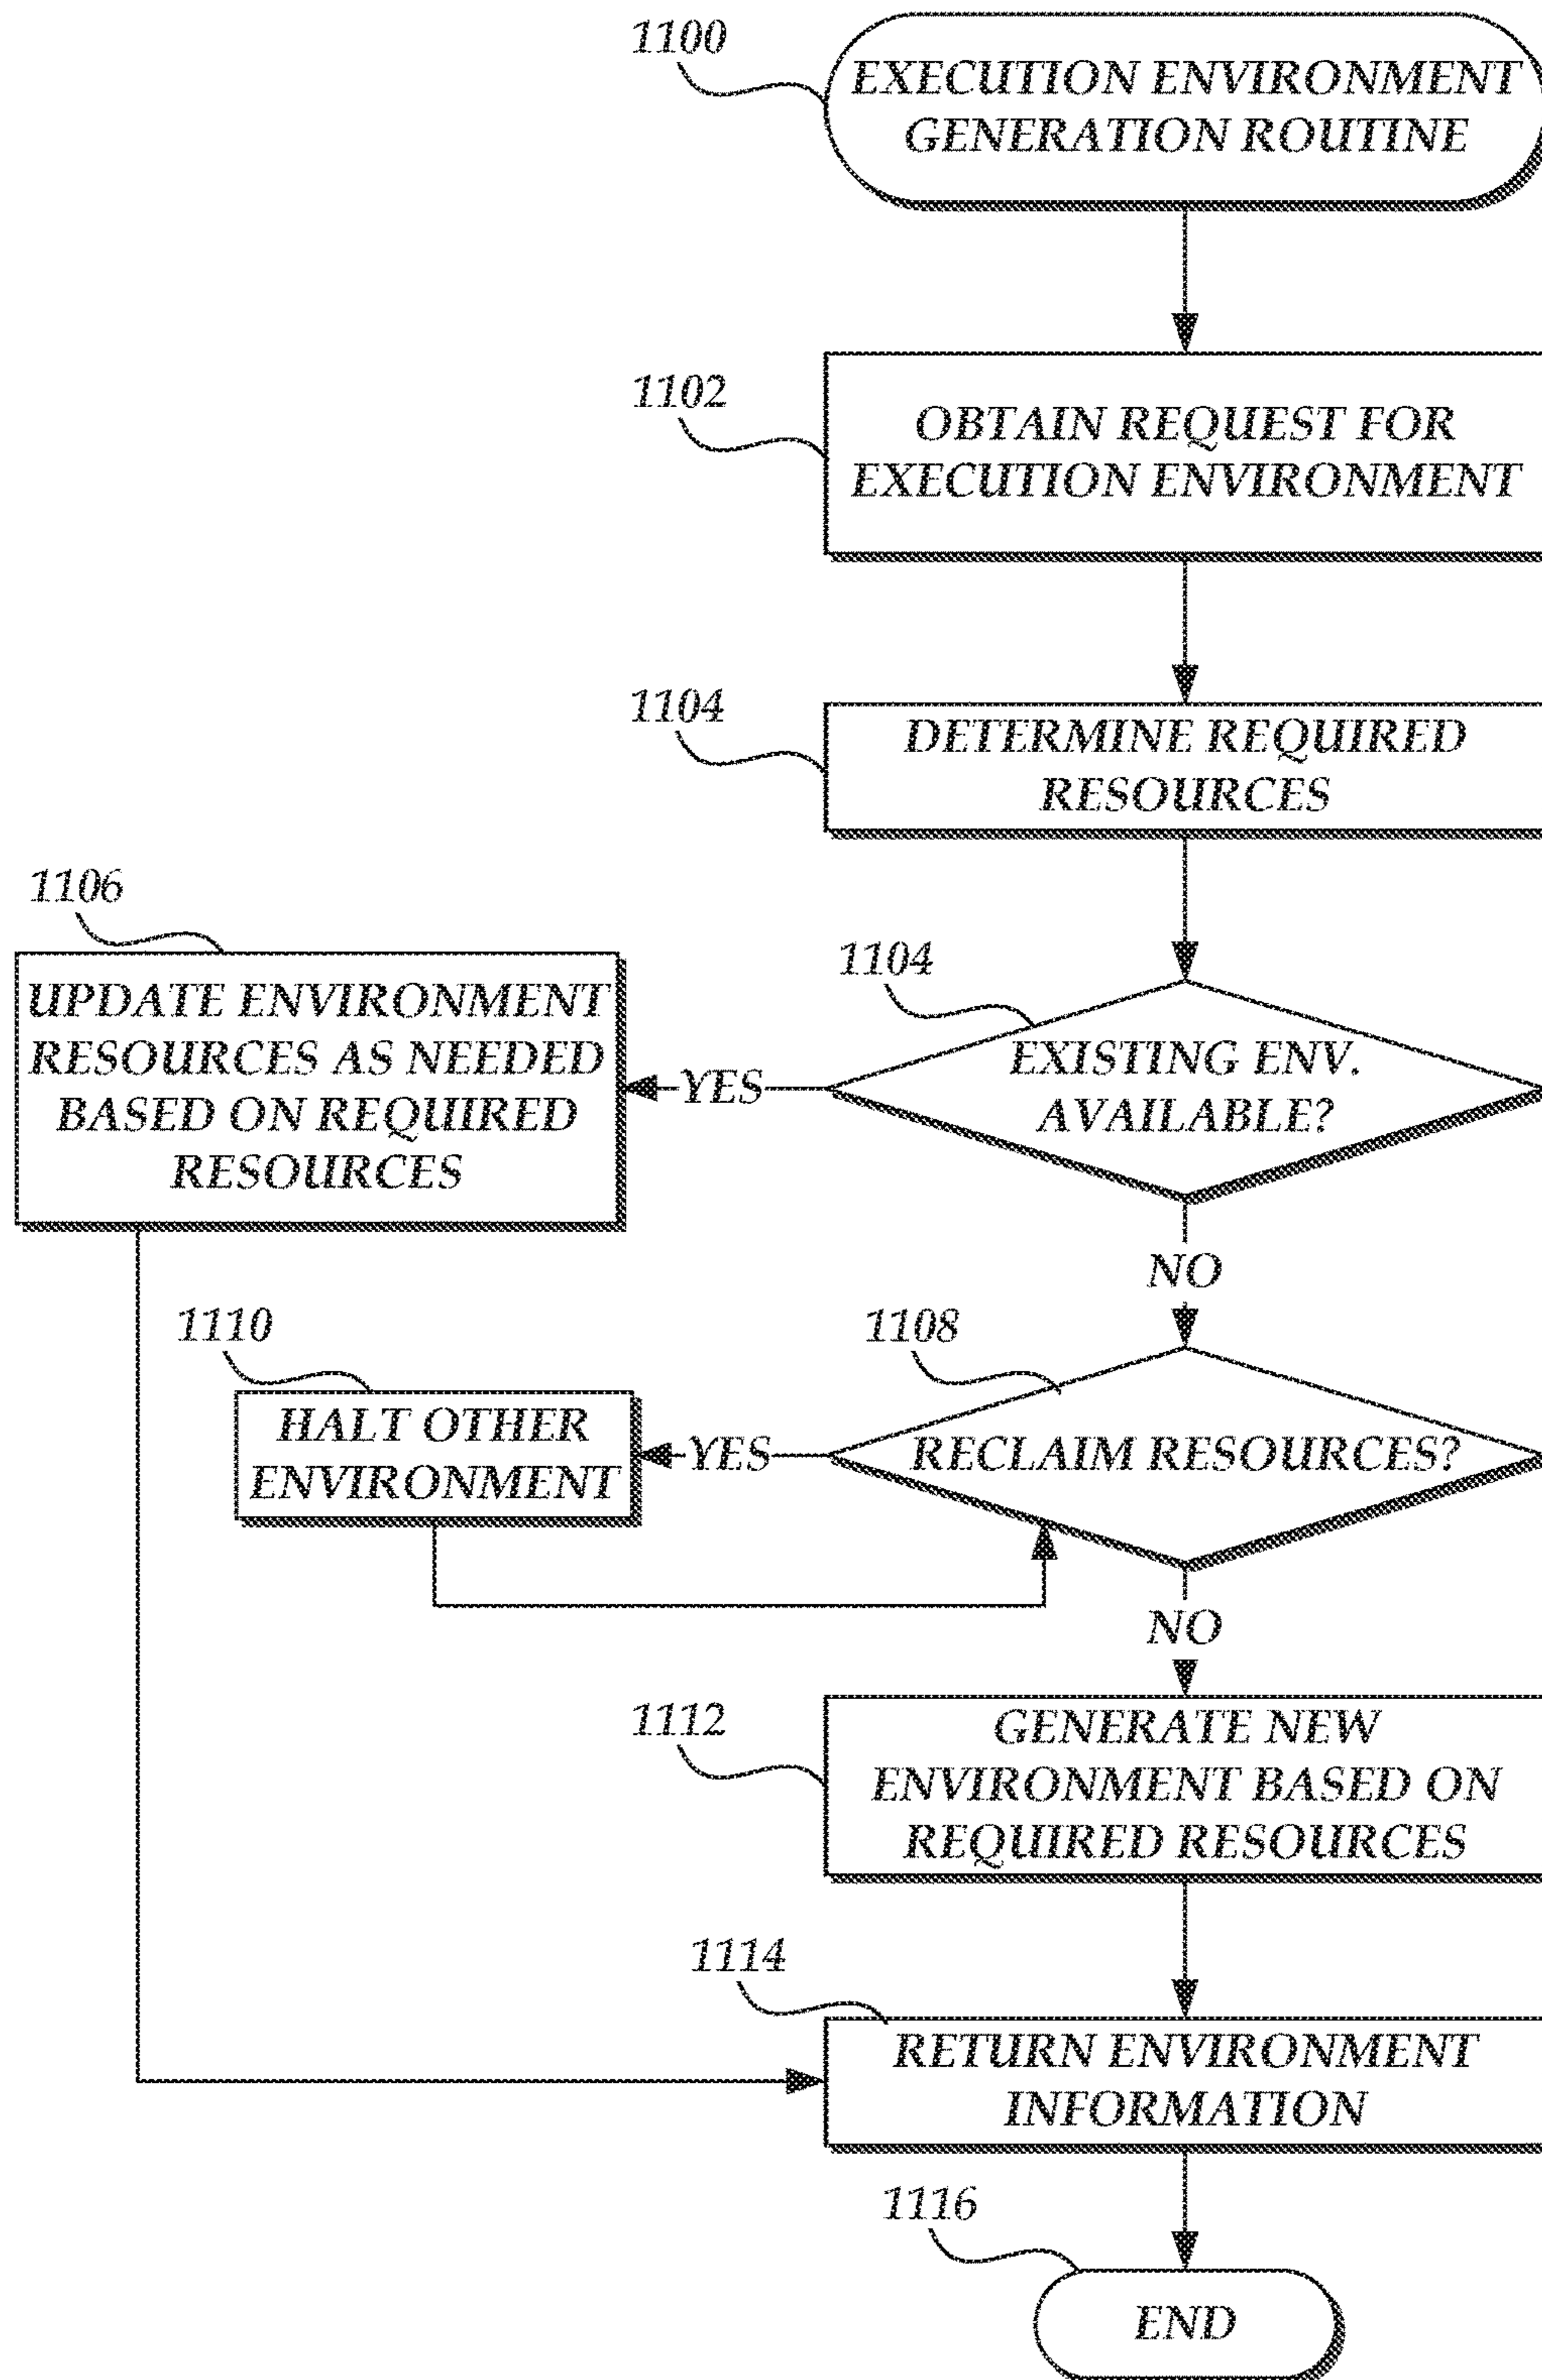 1100
EXECUTION ENVIRONMENT
GENERATION ROUTINE
1102
OBTAIN REQUEST FOR
EXECUTION ENVIRONMENT
1104
DETERMINE REQUIRED
RESOURCES
1106
UPDATE ENVIRONMENT
RESOURCES AS NEEDED
BASED ON REQUIRED
RESOURCES
1104
EXISTING ENV.
AVAILABLE?
YES
NO
1110
HALT OTHER
ENVIRONMENT
1108
RECLAIM RESOURCES?
YES
NO
1112
GENERATE NEW
ENVIRONMENT BASED ON
REQUIRED RESOURCES
1114
RETURN ENVIRONMENT
INFORMATION
1116
END